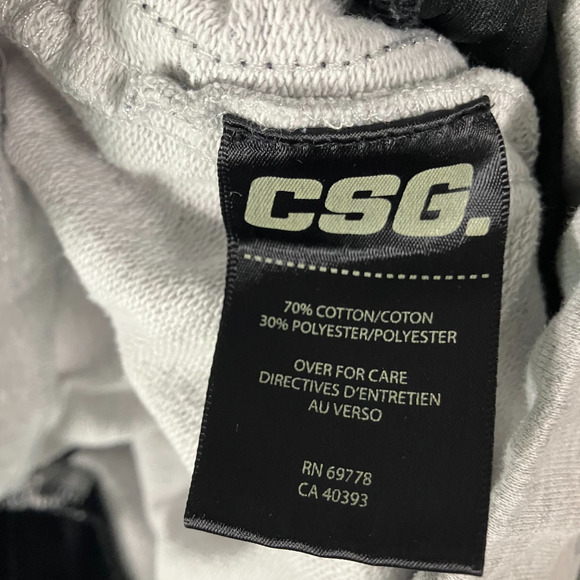 CSG.
70% COTTON/COTON
30% POLYESTER/POLYESTER
OVER FOR CARE
DIRECTIVES D'ENTRETIEN
AU VERSO
RN 69778
CA 40393